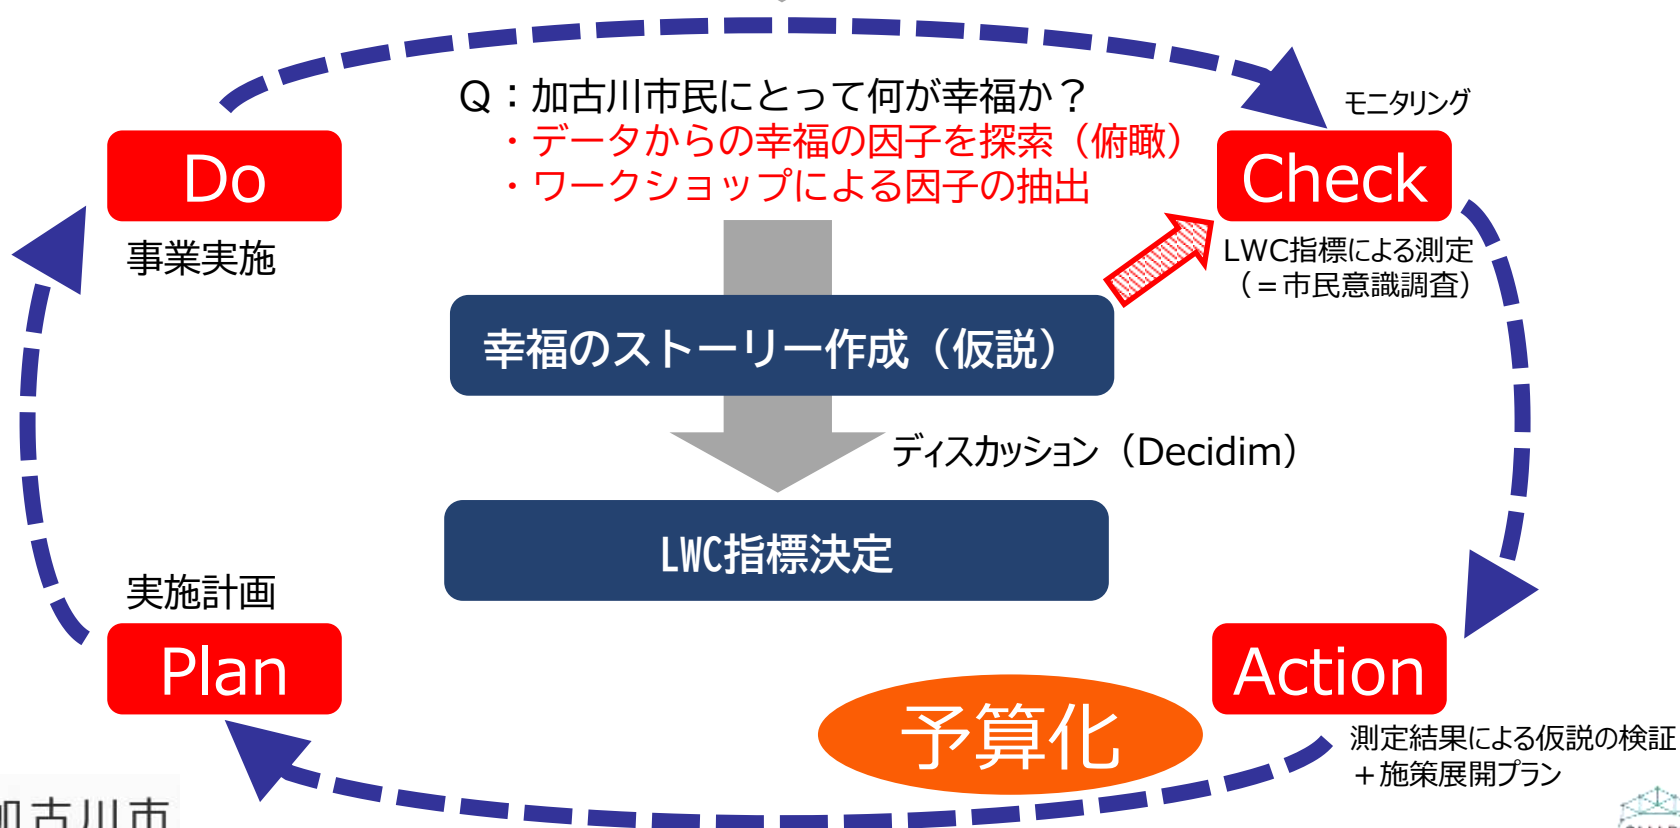 Q：加古川市民にとって何が幸福か？
・データからの幸福の因子を探索（俯瞰）
・ワークショップによる因子の抽出
モニタリング
Do
Check
事業実施
LWC指標による測定
（＝市民意識調査）
幸福のストーリー作成（仮説）
ディスカッション（Decidim）
LWC指標決定
実施計画
Plan
Action
予算化
測定結果による仮説の検証
＋施策展開プラン
加古川市